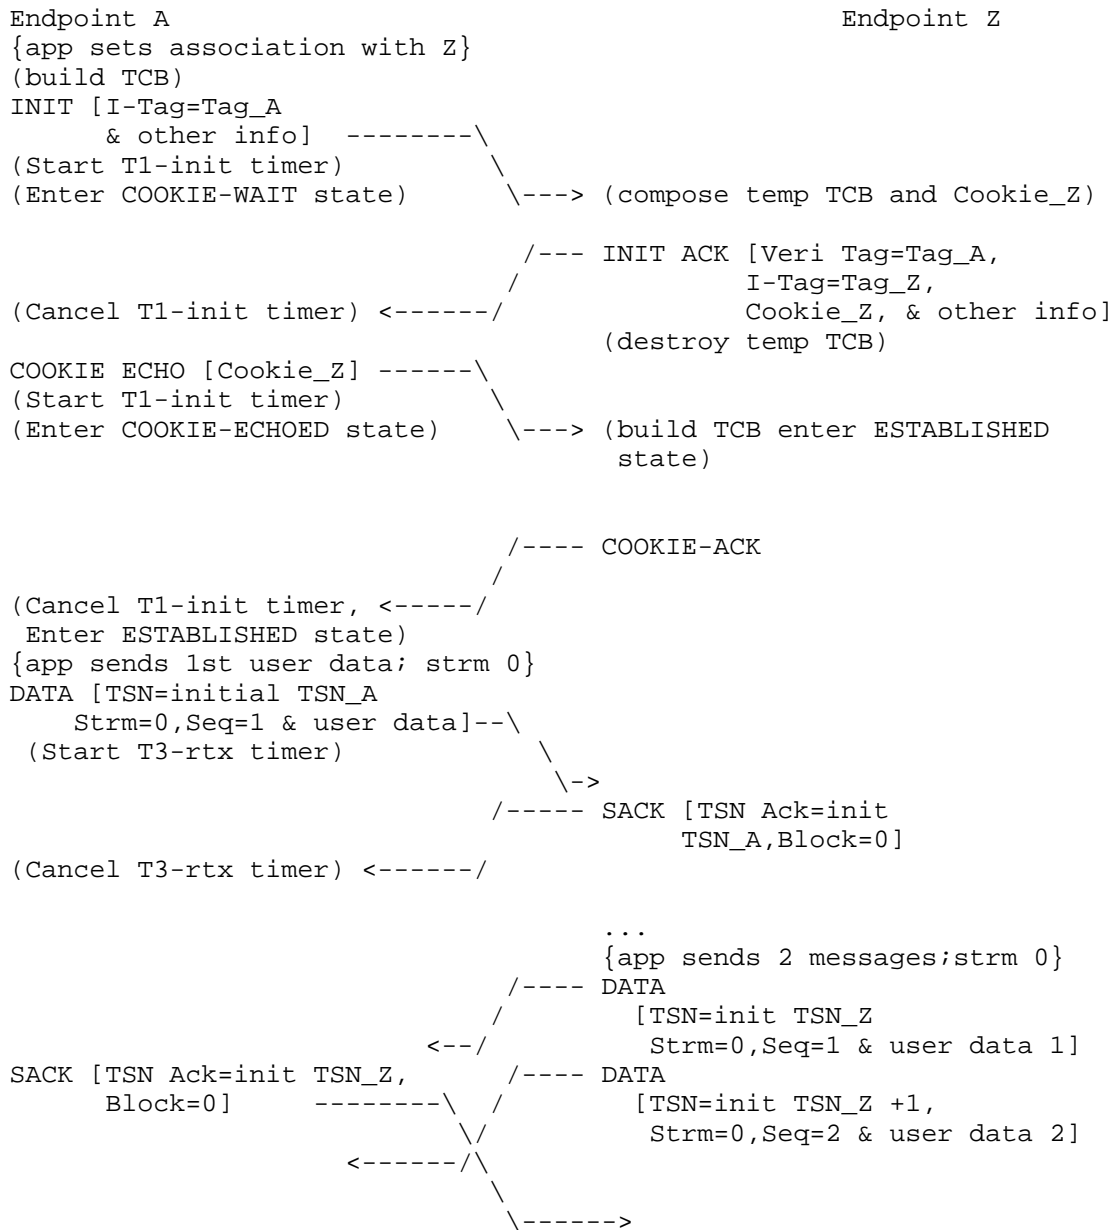 Endpoint A                                          Endpoint Z
{app sets association with Z}
(build TCB)
INIT [I-Tag=Tag_A
      & other info]  --------\
(Start T1-init timer)         \
(Enter COOKIE-WAIT state)       \---> (compose temp TCB and Cookie_Z)
                                 /--- INIT ACK [Veri Tag=Tag_A,
                                /              I-Tag=Tag_Z,
(Cancel T1-init timer) <------/                Cookie_Z, & other info]
                                      (destroy temp TCB)
COOKIE ECHO [Cookie_Z] ------\
(Start T1-init timer)         \
(Enter COOKIE-ECHOED state)     \---> (build TCB enter ESTABLISHED
                                       state)
                                /---- COOKIE-ACK
                               /
(Cancel T1-init timer, <-----/
 Enter ESTABLISHED state)
{app sends 1st user data; strm 0}
DATA [TSN=initial TSN_A
    Strm=0,Seq=1 & user data]--\
 (Start T3-rtx timer)            \
                                   \->
                               /----- SACK [TSN Ack=init
                                           TSN_A,Block=0]
(Cancel T3-rtx timer) <------/
                                      ...
                                      {app sends 2 messages;strm 0}
                                /---- DATA
                               /        [TSN=init TSN_Z
                           <--/          Strm=0,Seq=1 & user data 1]
SACK [TSN Ack=init TSN_Z,       /---- DATA
      Block=0]     --------\  /         [TSN=init TSN_Z +1,
                            \/           Strm=0,Seq=2 & user data 2]
                     <------/\
                              \
                               \------>